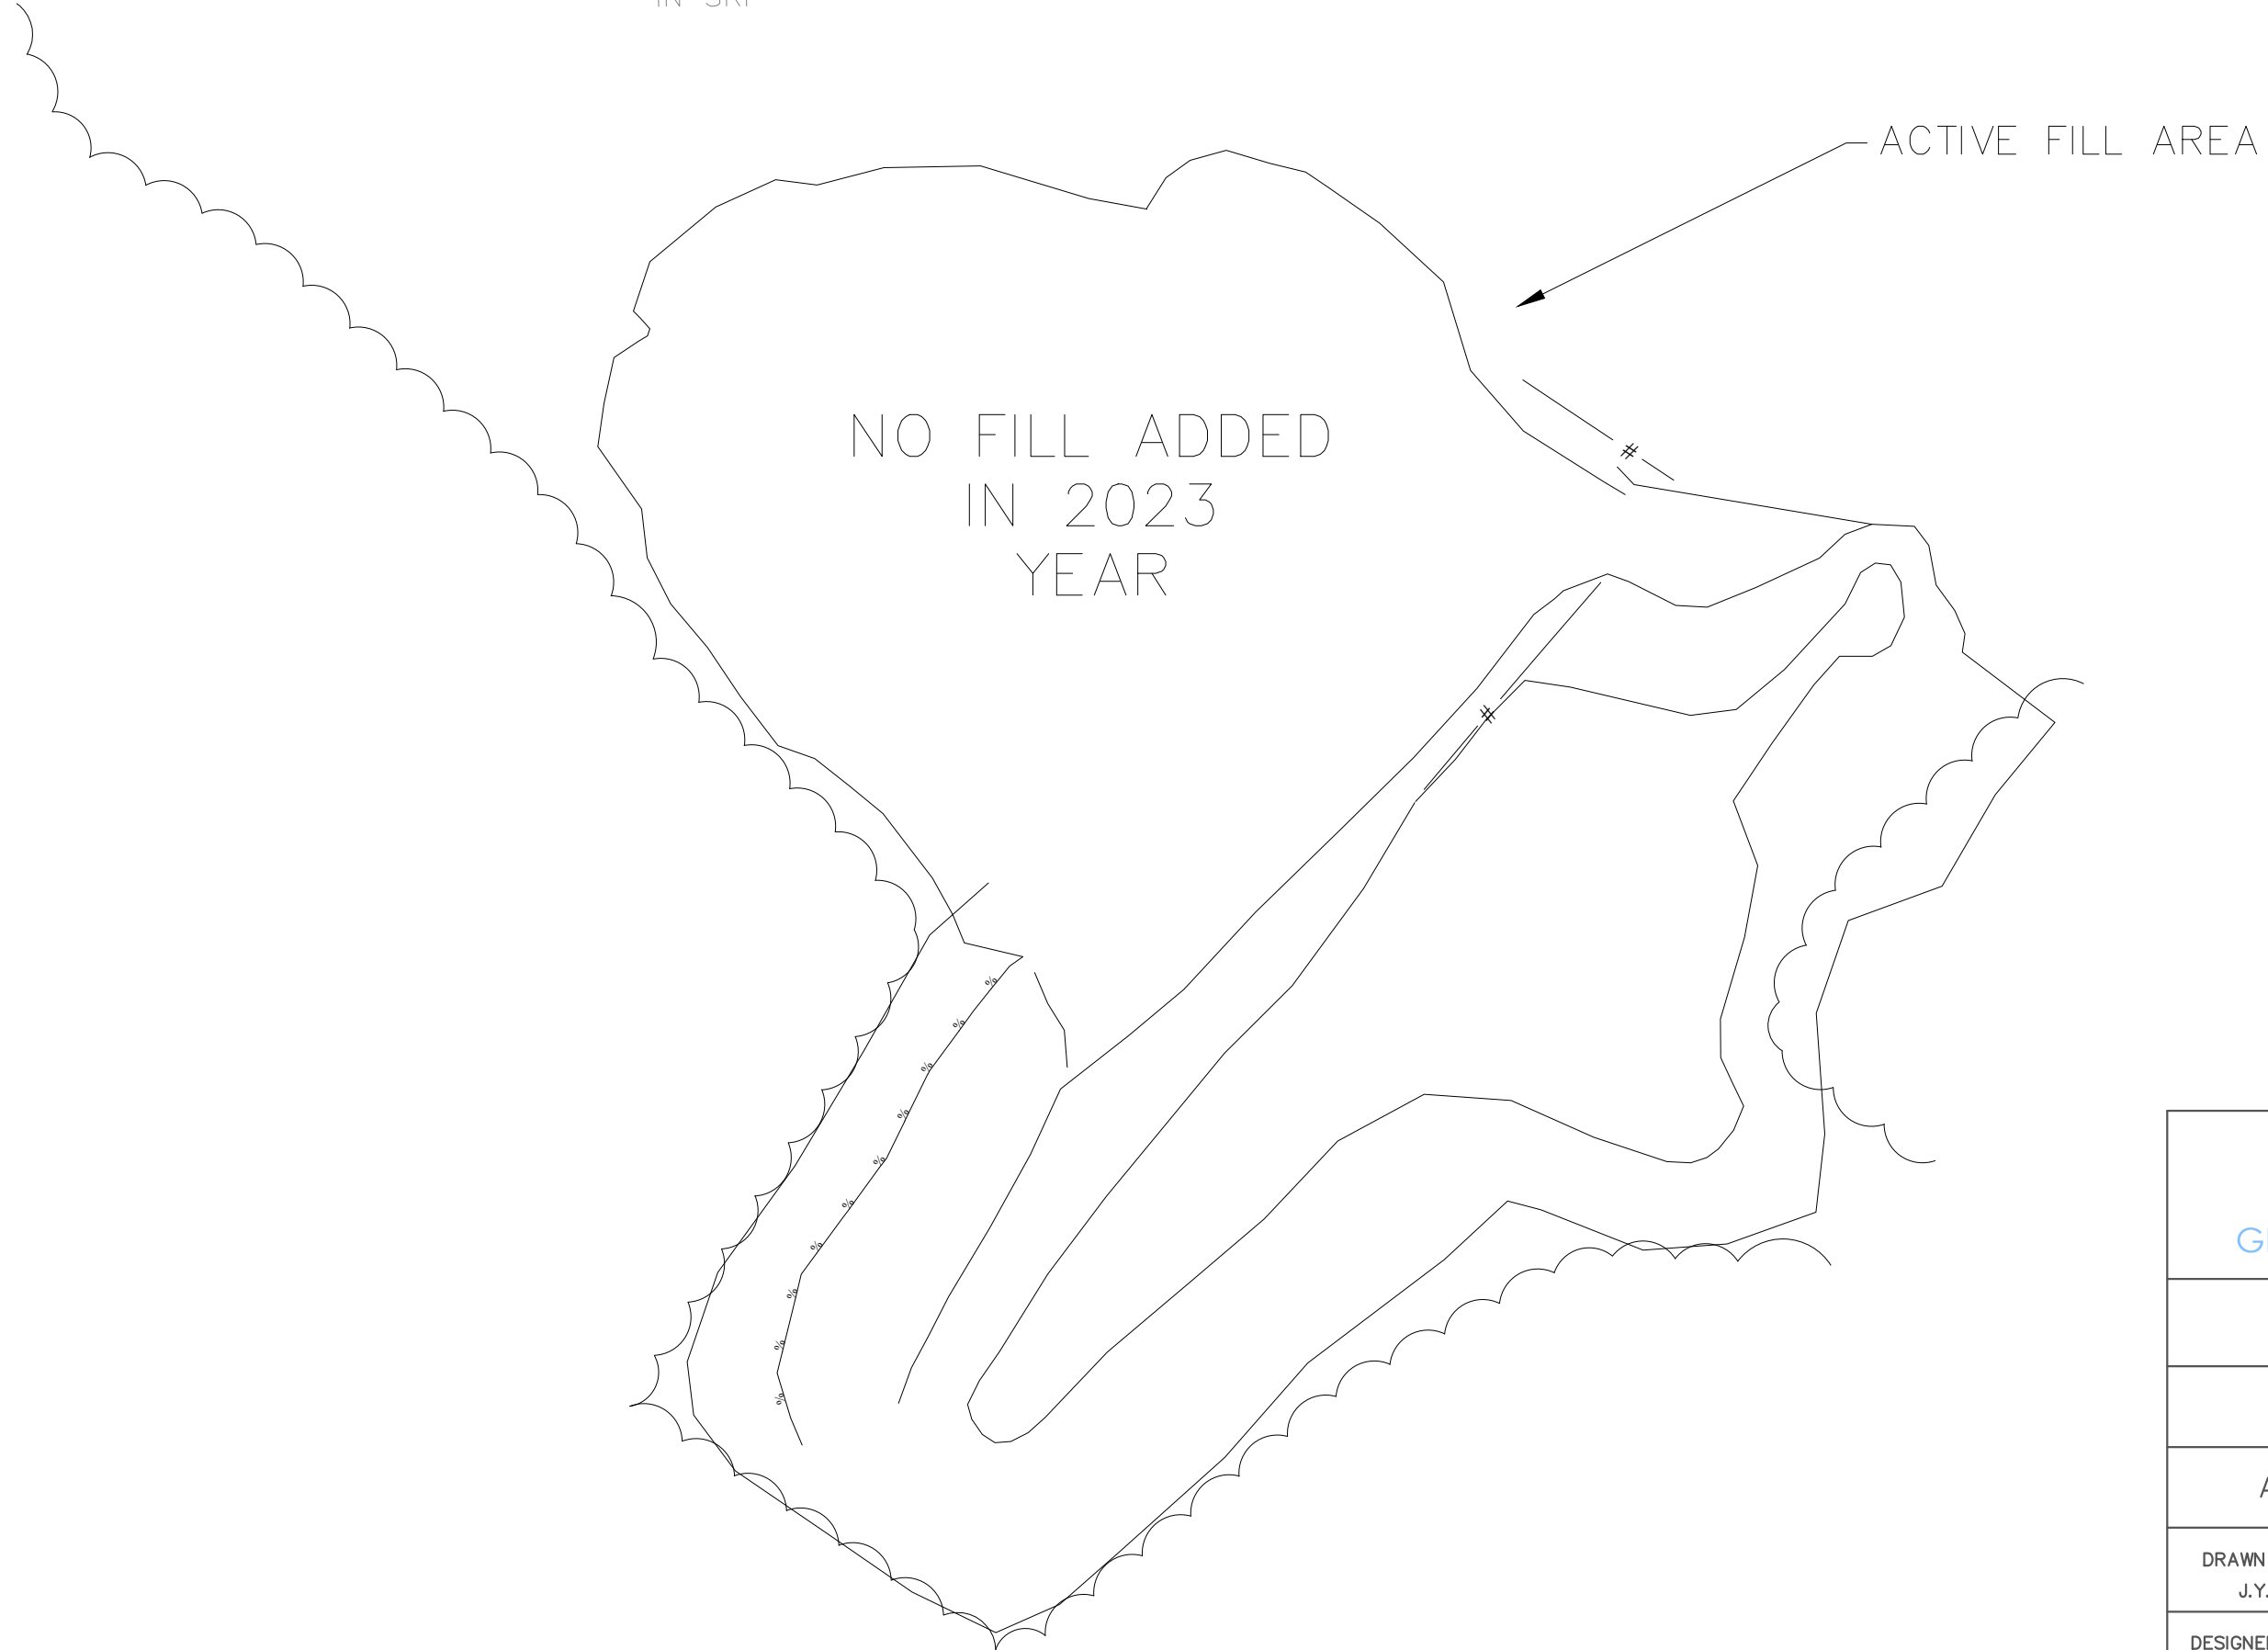 ACTIVE FILL AREA
NO FILL ADDED
IN 2023
YEAR
DRAWN
J.Y.